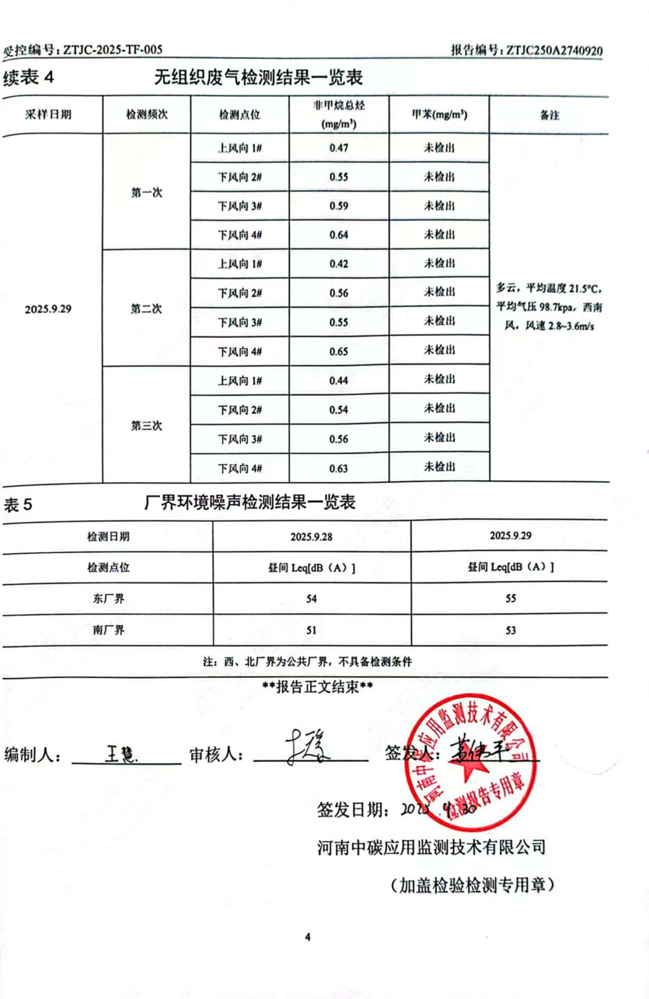 受控编号：ZTJC-2025-TF-005 报告编号：ZTJC250A2740920
续表 4 无组织废气检测结果一览表
采样日期 检测频次 检测点位 非甲烷总烃(mg/m³) 甲苯(mg/m³) 备注
2025.9.29 第一次 上风向 1# 0.47 未检出
下风向 2# 0.55 未检出
下风向 3# 0.59 未检出
下风向 4# 0.64 未检出
第二次 上风向 1# 0.42 未检出
下风向 2# 0.56 未检出
下风向 3# 0.55 未检出
下风向 4# 0.65 未检出
第三次 上风向 1# 0.44 未检出
下风向 2# 0.54 未检出
下风向 3# 0.56 未检出
下风向 4# 0.63 未检出
多云，平均温度 21.5℃，
平均气压 98.7kpa，西南
风，风速 2.8~3.6m/s
表 5 厂界环境噪声检测结果一览表
检测日期 2025.9.28 2025.9.29
检测点位 昼间 Leq[dB（A）] 昼间 Leq[dB（A）]
东厂界 54 55
南厂界 51 53
注：西、北厂界为公共厂界，不具备检测条件
**报告正文结束**
编制人： 王慧 审核人： 签发人： 黄伟平
河南中碳应用监测技术有限公司
检测报告专用章
签发日期：2025.9.30
河南中碳应用监测技术有限公司
（加盖检验检测专用章）
4